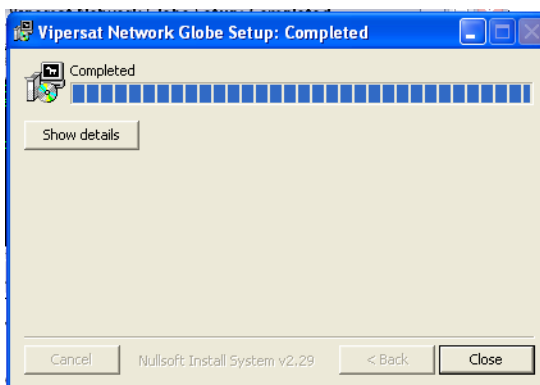 Vipersat Network Globe Setup: Completed
Completed
Show details
Cancel
Nullsoft Install System v2.29
< Back
Close